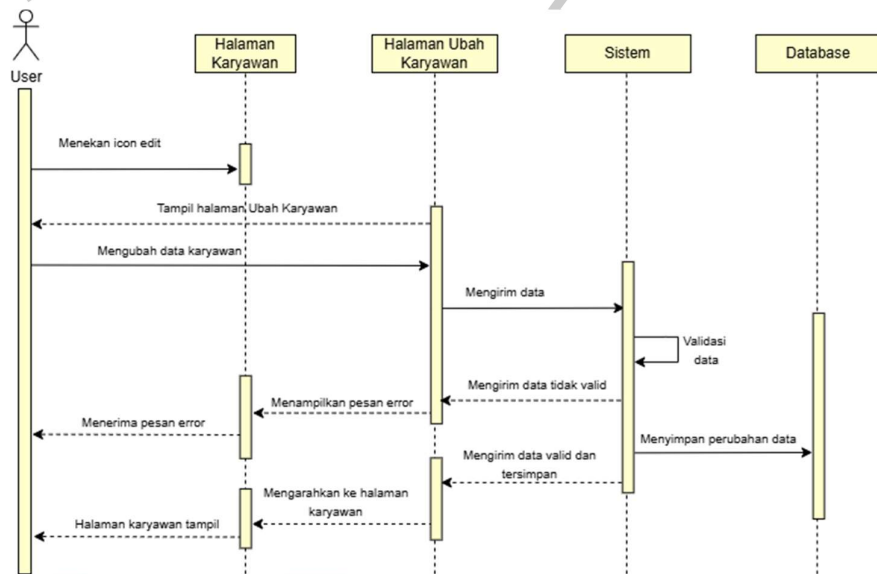 User
Halaman
Karyawan
Halaman Ubah
Karyawan
Sistem
Database
Menekan icon edit
Tampil halaman Ubah Karyawan
Mengubah data karyawan
Mengirim data
Validasi
data
Mengirim data tidak valid
Menampilkan pesan error
Menerima pesan error
Menyimpan perubahan data
Mengirim data valid dan
tersimpan
Mengarahkan ke halaman
karyawan
Halaman karyawan tampil